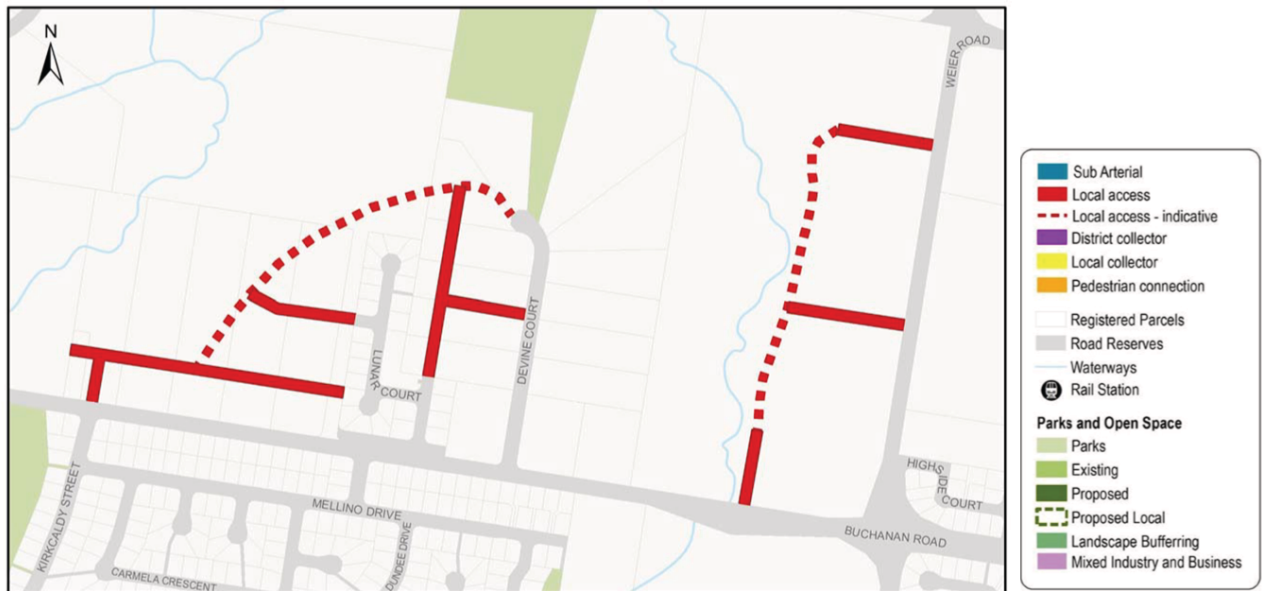 N
WEIER ROAD
DEVINE COURT
LUNAR COURT
HIGHSIDE COURT
KIRKCALDY STREET
MELLINO DRIVE
BUCHANAN ROAD
DUNDEE DRIVE
CARMELA CRESCENT
Sub Arterial
Local access
Local access - indicative
District collector
Local collector
Pedestrian connection
Registered Parcels
Road Reserves
Waterways
Rail Station
Parks and Open Space
Parks
Existing
Proposed
Proposed Local
Landscape Bufferring
Mixed Industry and Business